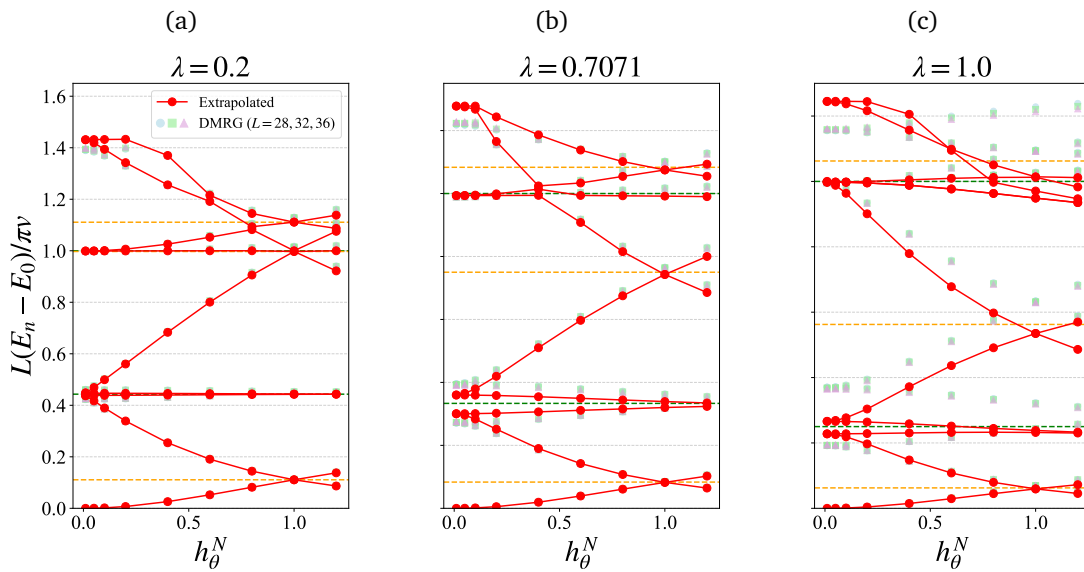 (a)
(b)
(c)
λ = 0.2
λ = 0.7071
λ = 1.0
Extrapolated
DMRG (L = 28, 32, 36)
L(E_n − E_0)/πv
1.6
1.4
1.2
1.0
0.8
0.6
0.4
0.2
0.0
0.0 0.5 1.0
0.5 1.0
0.0 0.5 1.0
h_θ^N
h_θ^N
h_θ^N